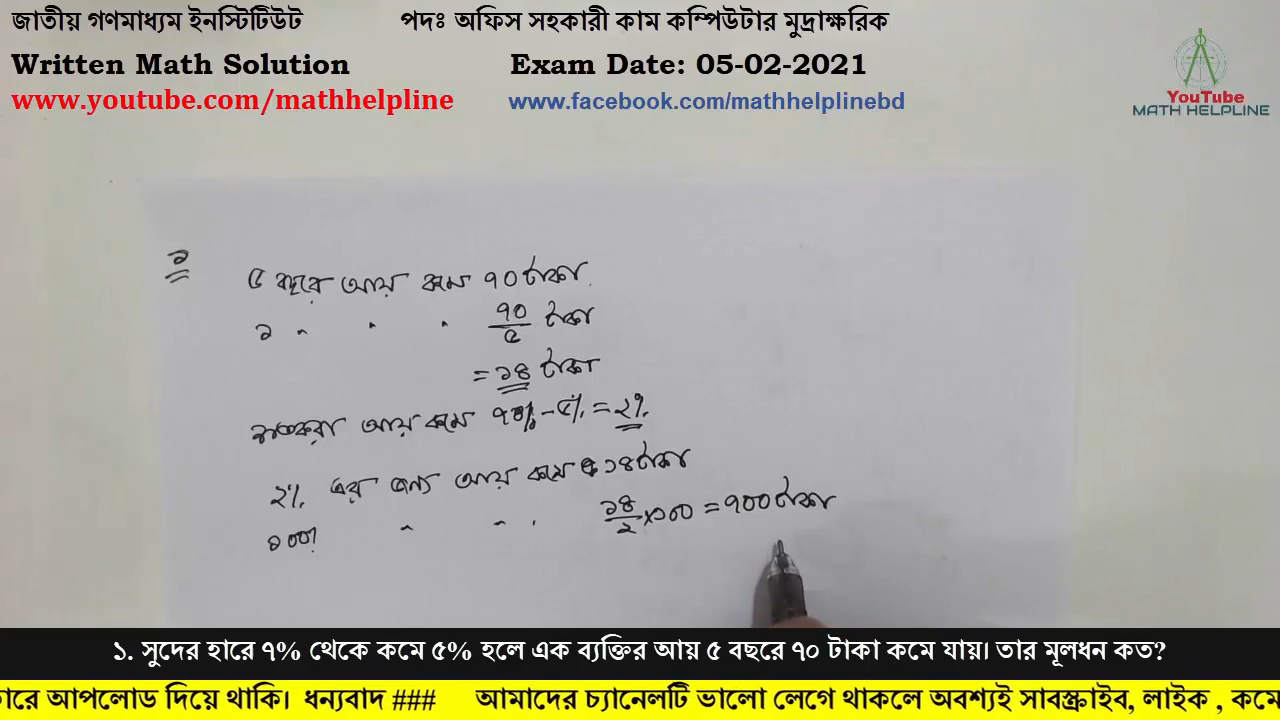 জাতীয় গণমাধ্যম ইনস্টিটিউট
পদঃ অফিস সহকারী কাম কম্পিউটার মুদ্রাক্ষরিক
Written Math Solution
Exam Date: 05-02-2021
www.youtube.com/mathhelpline
www.facebook.com/mathhelplinebd
YouTube
MATH HELPLINE
১
৫ বছরে আয় কমে ৭০ টাকা
১ " " " ৭০/৫ টাকা
= ১৪ টাকা
শতকরা আয় কমে ৭% - ৫% = ২%
২% এর জন্য আয় কমে ১৪ টাকা
১০০% " " " ১৪/২ × ১০০ = ৭০০ টাকা
১. সুদের হারে ৭% থেকে কমে ৫% হলে এক ব্যক্তির আয় ৫ বছরে ৭০ টাকা কমে যায়। তার মূলধন কত?
কারে আপলোড দিয়ে থাকি। ধন্যবাদ ### আমাদের চ্যানেলটি ভালো লেগে থাকলে অবশ্যই সাবস্ক্রাইব, লাইক , কমে